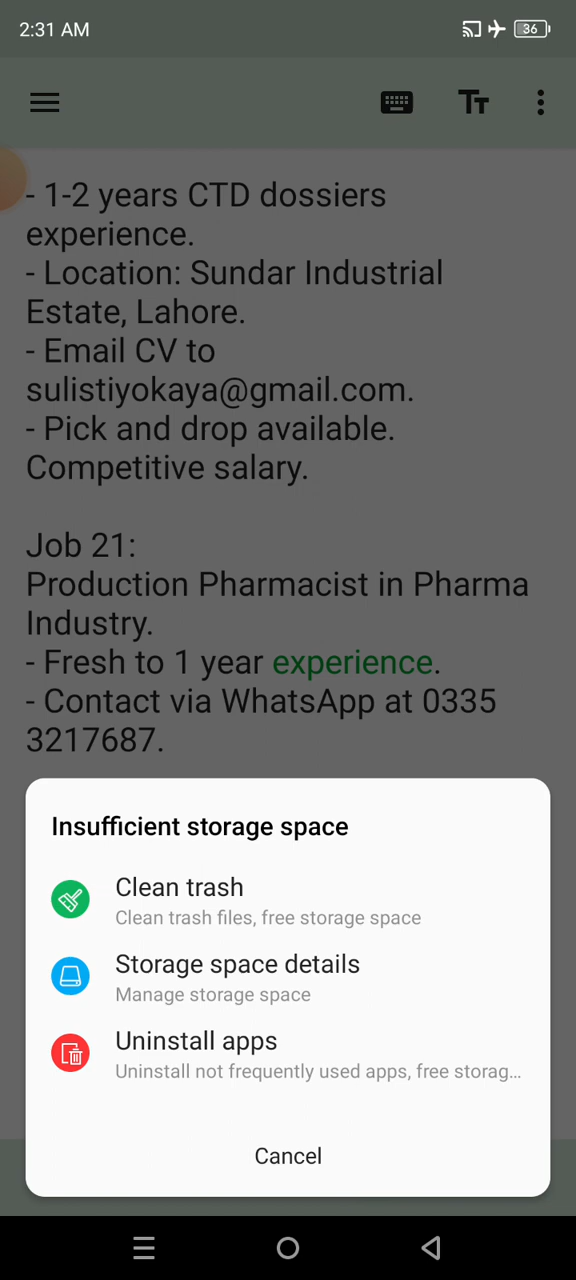 2:31 AM
36
Tт
- 1-2 years CTD dossiers
experience.
- Location: Sundar Industrial
Estate, Lahore.
- Email CV to
sulistiyokaya@gmail.com.
- Pick and drop available.
Competitive salary.
Job 21:
Production Pharmacist in Pharma
Industry.
- Fresh to 1 year experience.
- Contact via WhatsApp at 0335
3217687.
Insufficient storage space
Clean trash
Clean trash files, free storage space
Storage space details
Manage storage space
Uninstall apps
Uninstall not frequently used apps, free storag...
Cancel